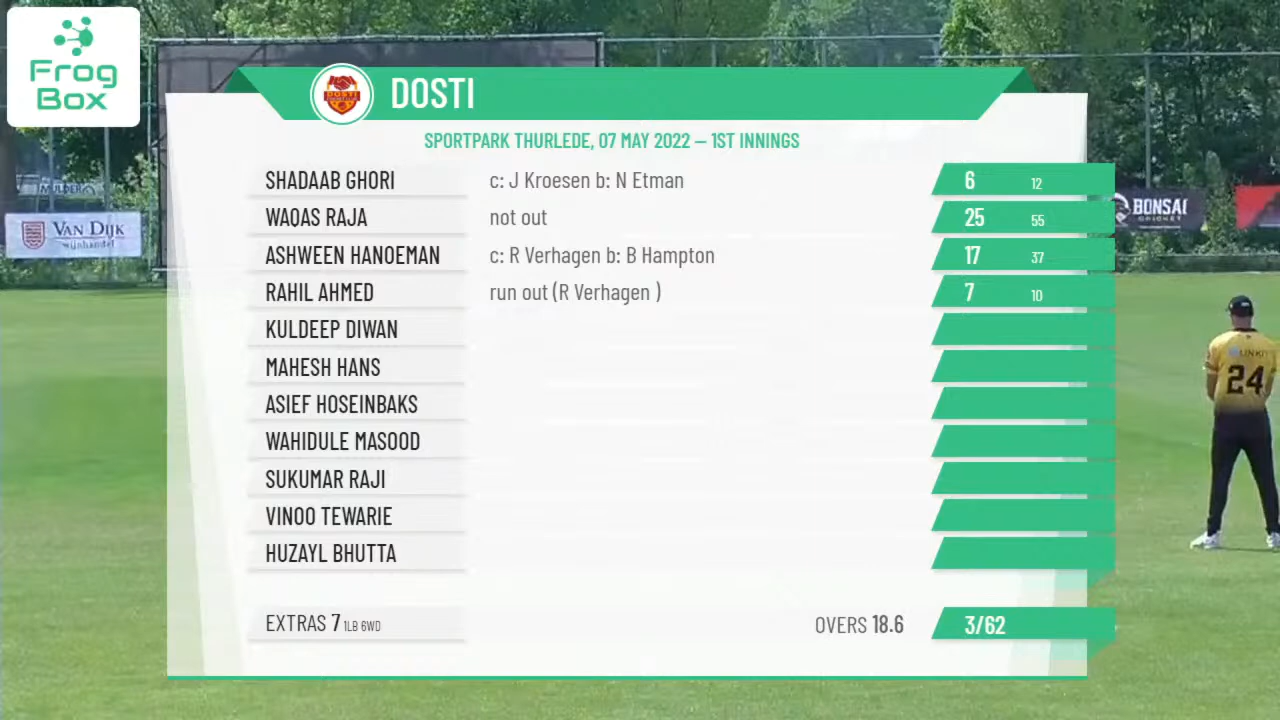 Frog
Box
DOSTI
SPORTPARK THURLEDE, 07 MAY 2022 – 1ST INNINGS
SHADAAB GHORI c: J Kroesen b: N Etman 6 12
WAQAS RAJA not out 25 55
ASHWEEN HANOEMAN c: R Verhagen b: B Hampton 17 37
RAHIL AHMED run out (R Verhagen ) 7 10
KULDEEP DIWAN
MAHESH HANS
ASIEF HOSEINBAKS
WAHIDULE MASOOD
SUKUMAR RAJI
VINOO TEWARIE
HUZAYL BHUTTA
EXTRAS 7 1LB 6WD OVERS 18.6 3/62
MULDER
VAN DIJK
wijnhandel
BONSAI
CRICKET
24